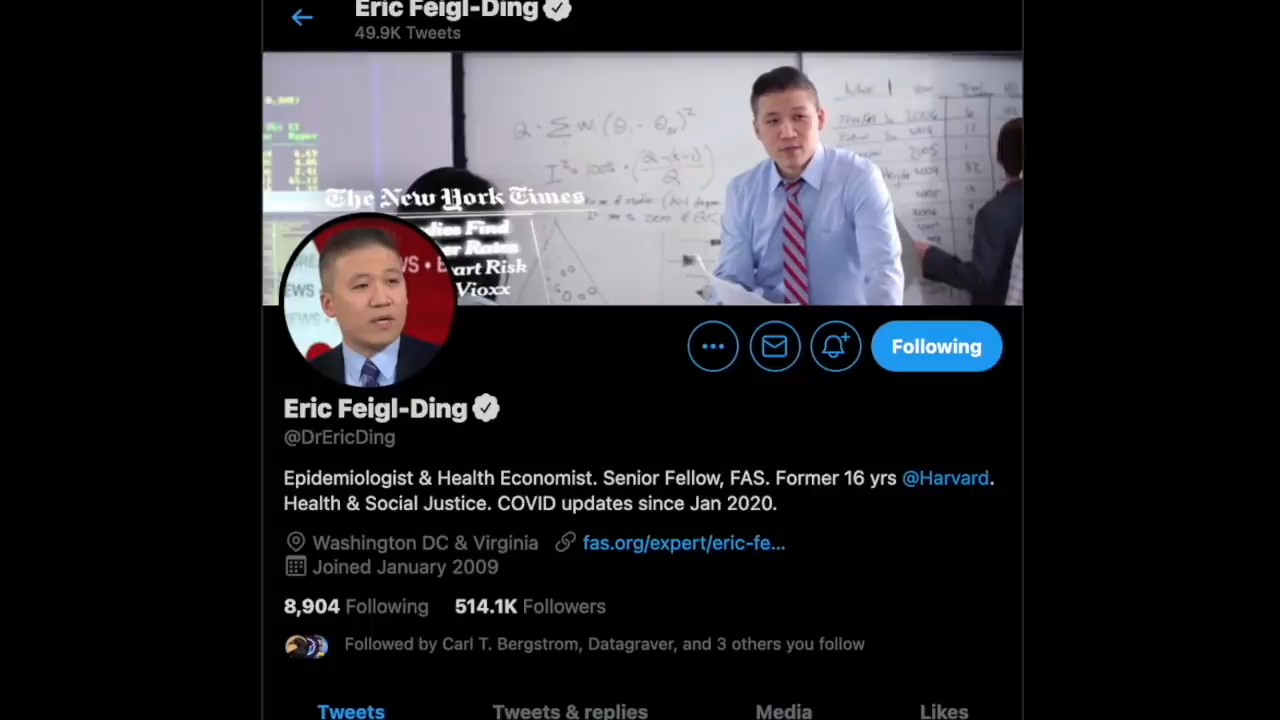 Eric Feigl-Ding
49.9K Tweets
The New York Times
Find
Rates
Risk
Vioxx
Eric Feigl-Ding
@DrEricDing
Following
Epidemiologist & Health Economist. Senior Fellow, FAS. Former 16 yrs @Harvard.
Health & Social Justice. COVID updates since Jan 2020.
Washington DC & Virginia fas.org/expert/eric-fe...
Joined January 2009
8,904 Following 514.1K Followers
Followed by Carl T. Bergstrom, Datagraver, and 3 others you follow
Tweets Tweets & replies Media Likes